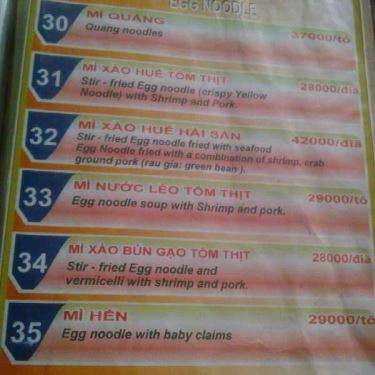 EGG NOODLE
30 MÌ QUẢNG 37000/tô
Quang noodles
31 MÌ XÀO HUẾ TÔM THỊT 28000/dĩa
Stir - fried Egg noodle (crispy Yellow
Noodle) with Shrimp and Pork.
32 MÌ XÀO HUẾ HẢI SẢN 42000/dĩa
Stir - fried Egg noodle fried with seafood
Egg Noodle fried with a combination of shrimp, crab
ground pork (rau gia: green bean ).
33 MÌ NƯỚC LÈO TÔM THỊT 29000/tô
Egg noodle soup with Shrimp and pork.
34 MÌ XÀO BÚN GẠO TÔM THỊT 28000/dĩa
Stir - fried Egg noodle and
vermicelli with shrimp and pork.
35 MÌ HẾN 29000/tô
Egg noodle with baby claims